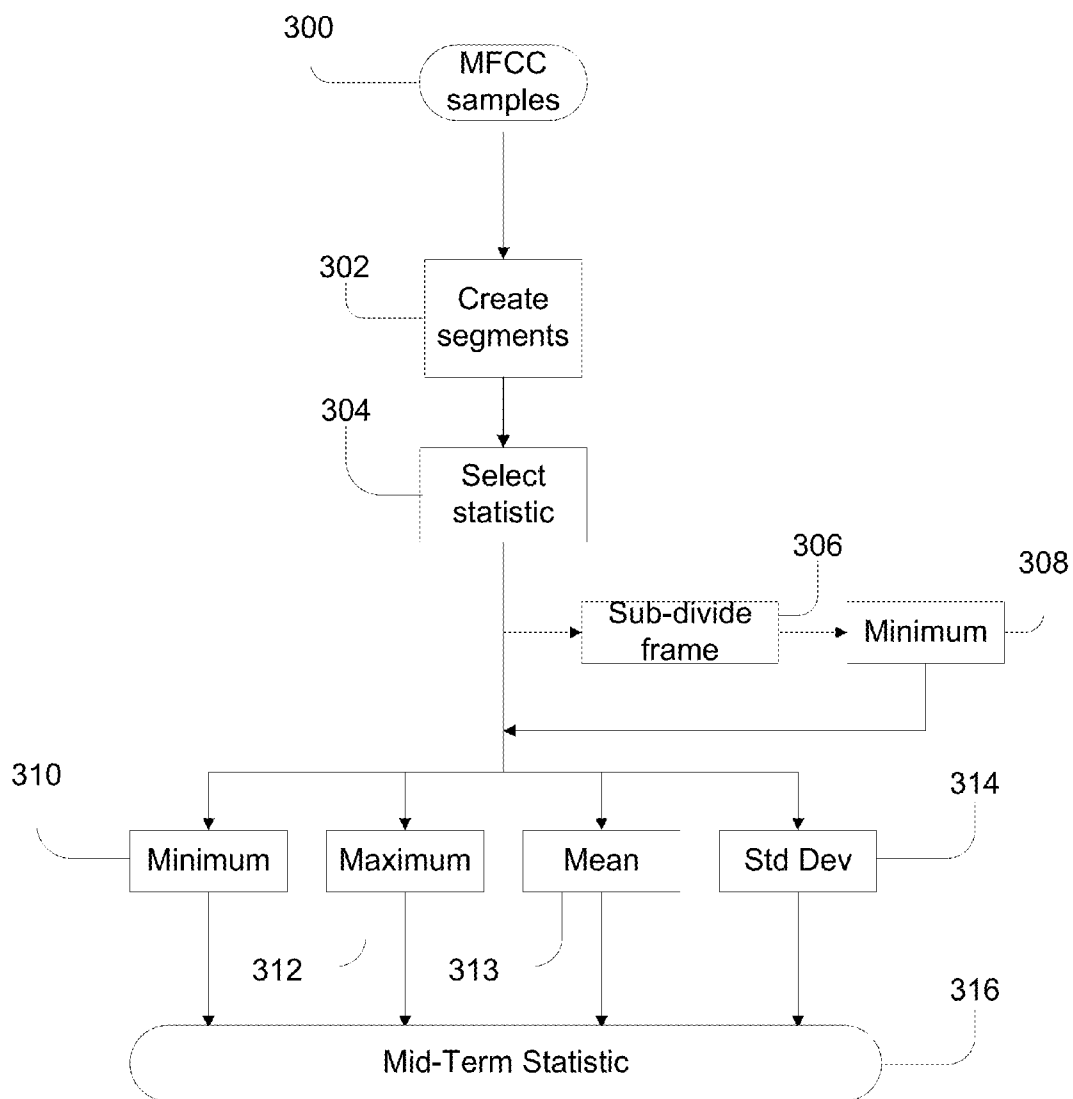 300
MFCC
samples
302
Create
segments
304
Select
statistic
306
308
Sub-divide
frame
Minimum
310
314
Minimum
Maximum
Mean
Std Dev
312
313
316
Mid-Term Statistic